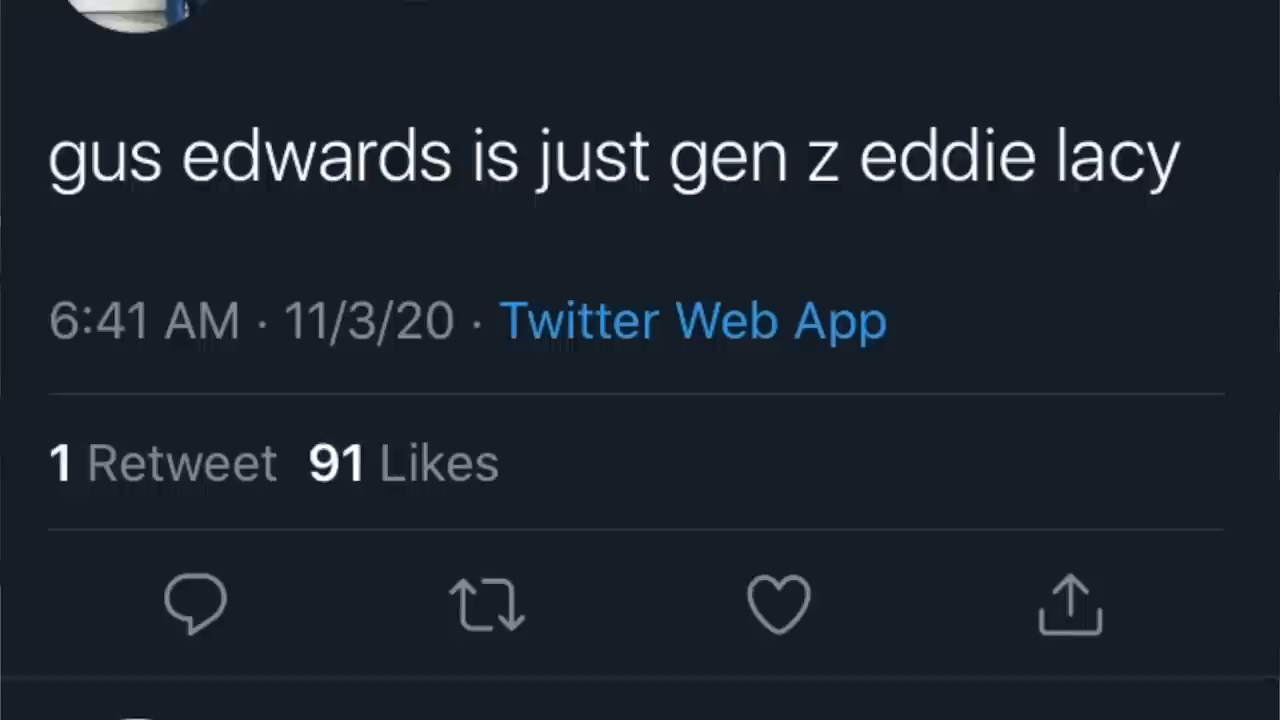 gus edwards is just gen z eddie lacy
6:41 AM · 11/3/20 · Twitter Web App
1 Retweet 91 Likes